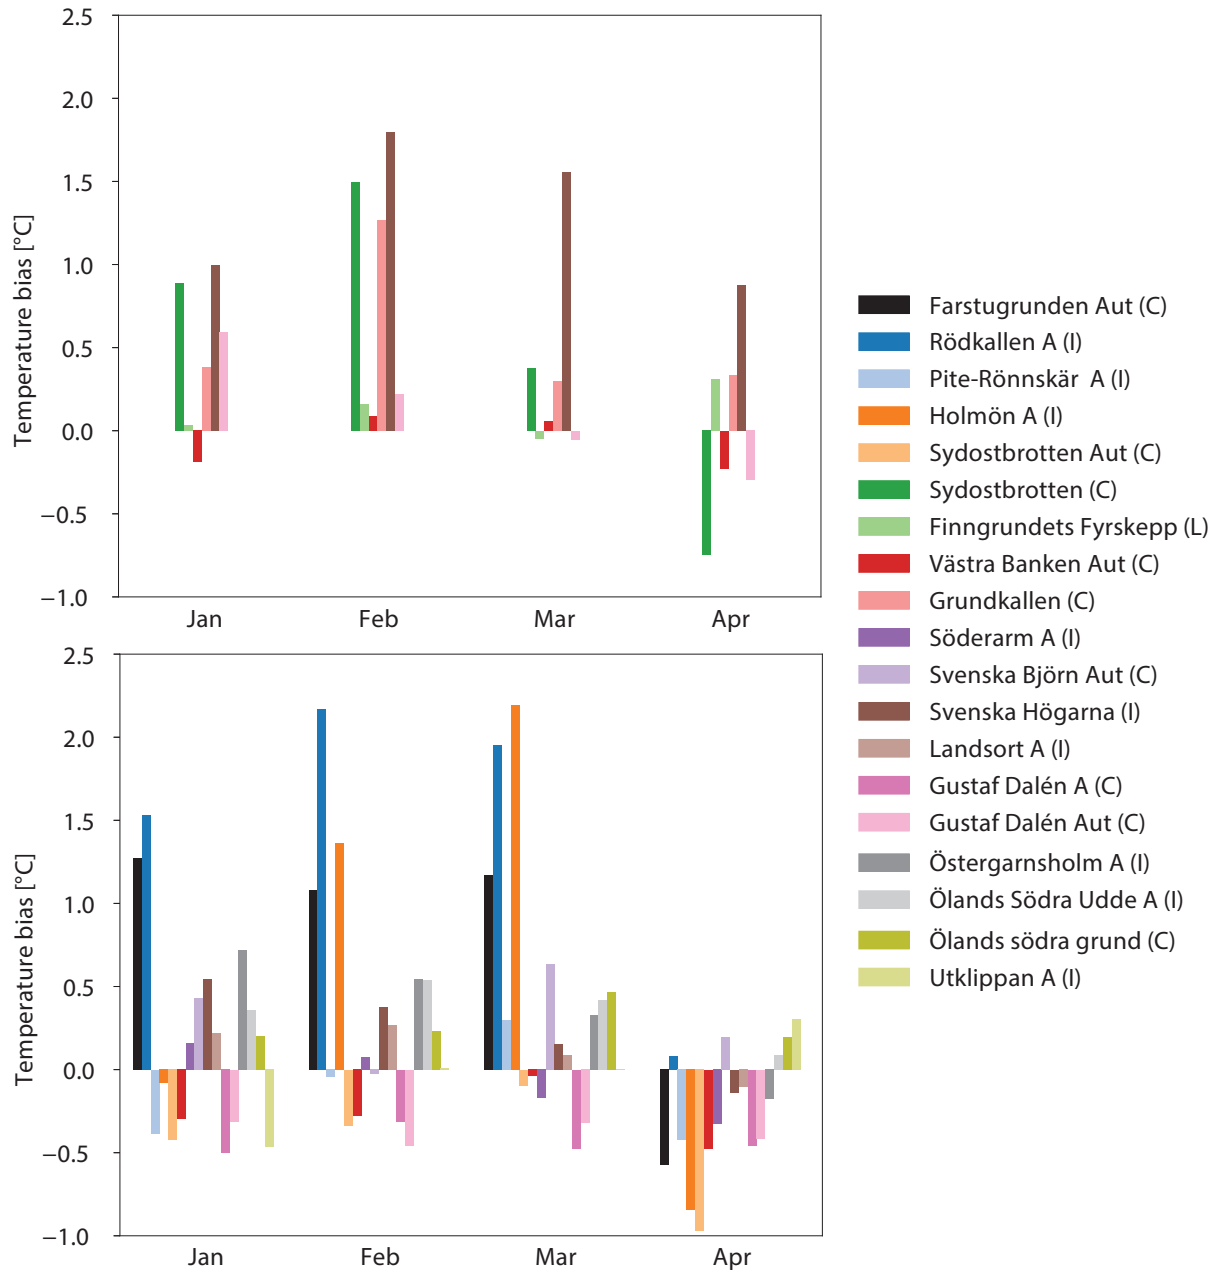 2.5
2.0
1.5
1.0
0.5
0.0
−0.5
−1.0
Temperature bias [°C]
Jan Feb Mar Apr
2.5
2.0
1.5
1.0
0.5
0.0
−0.5
−1.0
Temperature bias [°C]
Jan Feb Mar Apr
Farstugrunden Aut (C)
Rödkallen A (I)
Pite-Rönnskär A (I)
Holmön A (I)
Sydostbrotten Aut (C)
Sydostbrotten (C)
Finngrundets Fyrskepp (L)
Västra Banken Aut (C)
Grundkallen (C)
Söderarm A (I)
Svenska Björn Aut (C)
Svenska Högarna (I)
Landsort A (I)
Gustaf Dalén A (C)
Gustaf Dalén Aut (C)
Östergarnsholm A (I)
Ölands Södra Udde A (I)
Ölands södra grund (C)
Utklippan A (I)